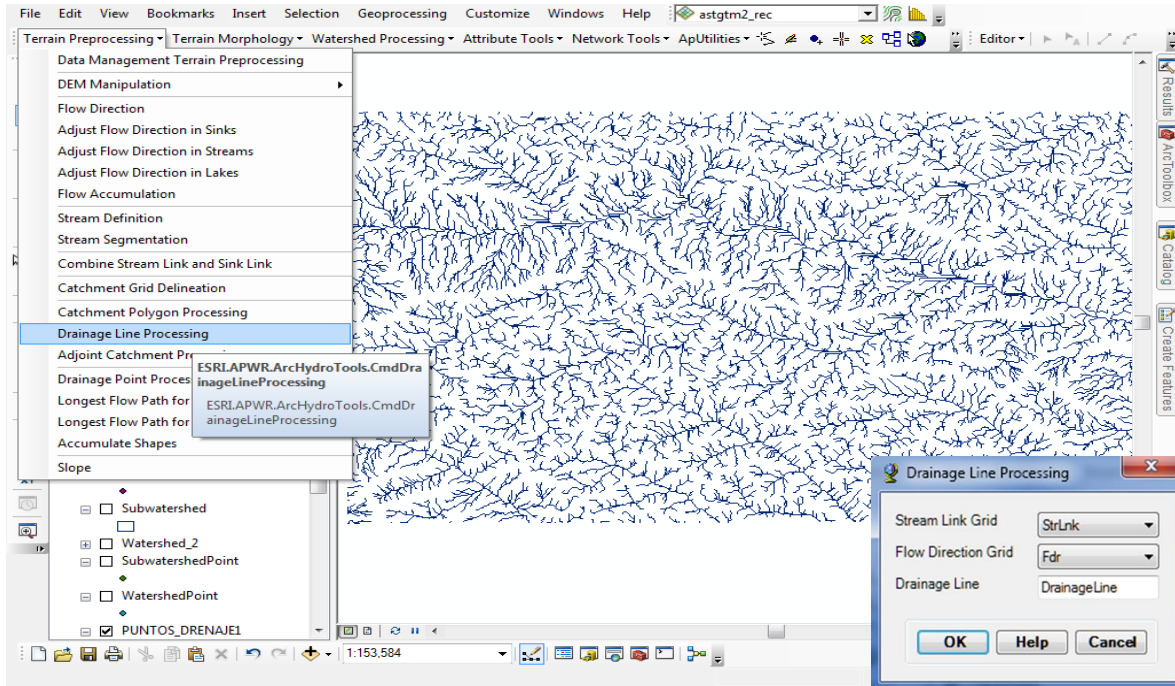 File Edit View Bookmarks Insert Selection Geoprocessing Customize Windows Help astgtm2_rec
Terrain Preprocessing Terrain Morphology Watershed Processing Attribute Tools Network Tools ApUtilities Editor
Data Management Terrain Preprocessing
DEM Manipulation
Flow Direction
Adjust Flow Direction in Sinks
Adjust Flow Direction in Streams
Adjust Flow Direction in Lakes
Flow Accumulation
Stream Definition
Stream Segmentation
Combine Stream Link and Sink Link
Catchment Grid Delineation
Catchment Polygon Processing
Drainage Line Processing
Adjoint Catchment
Drainage Point Proces
Longest Flow Path for
Longest Flow Path for
Accumulate Shapes
Slope
ESRI.APWR.ArcHydroTools.CmdDra
inageLineProcessing
ESRI.APWR.ArcHydroTools.CmdDr
ainageLineProcessing
Subwatershed
Watershed_2
SubwatershedPoint
WatershedPoint
PUNTOS_DRENAJE1
1:153,584
Results
ArcToolbox
Catalog
Create Features
Drainage Line Processing
Stream Link Grid StrLnk
Flow Direction Grid Fdr
Drainage Line DrainageLine
OK Help Cancel